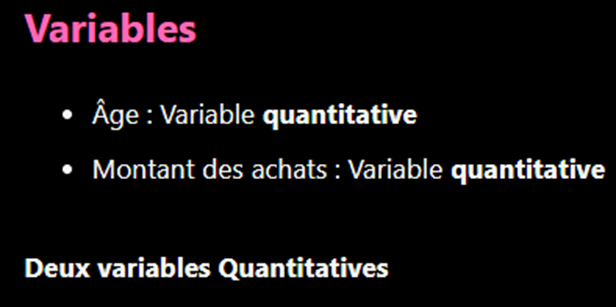 Variables
• Âge : Variable quantitative
• Montant des achats : Variable quantitative
Deux variables Quantitatives